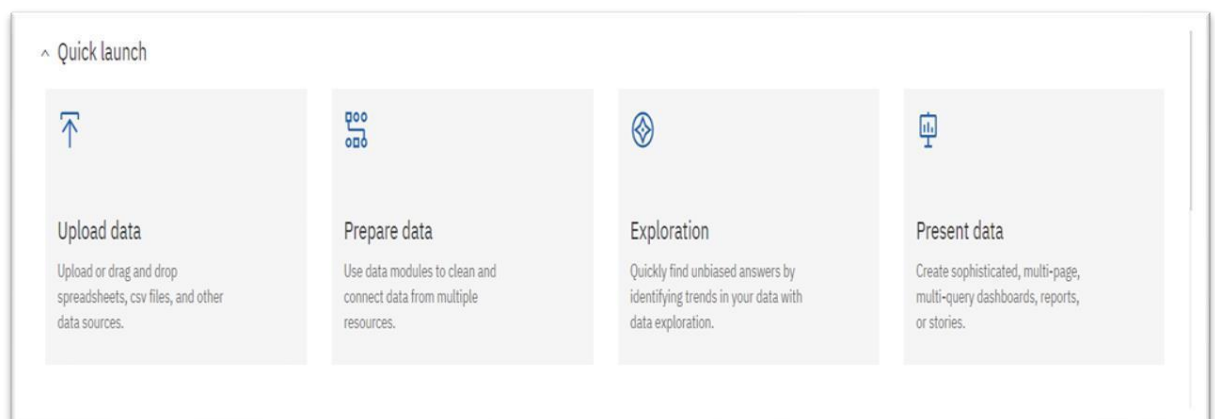 Quick launch
Upload data
Upload or drag and drop
spreadsheets, csv files, and other
data sources.
Prepare data
Use data modules to clean and
connect data from multiple
resources.
Exploration
Quickly find unbiased answers by
identifying trends in your data with
data exploration.
Present data
Create sophisticated, multi-page,
multi-query dashboards, reports,
or stories.